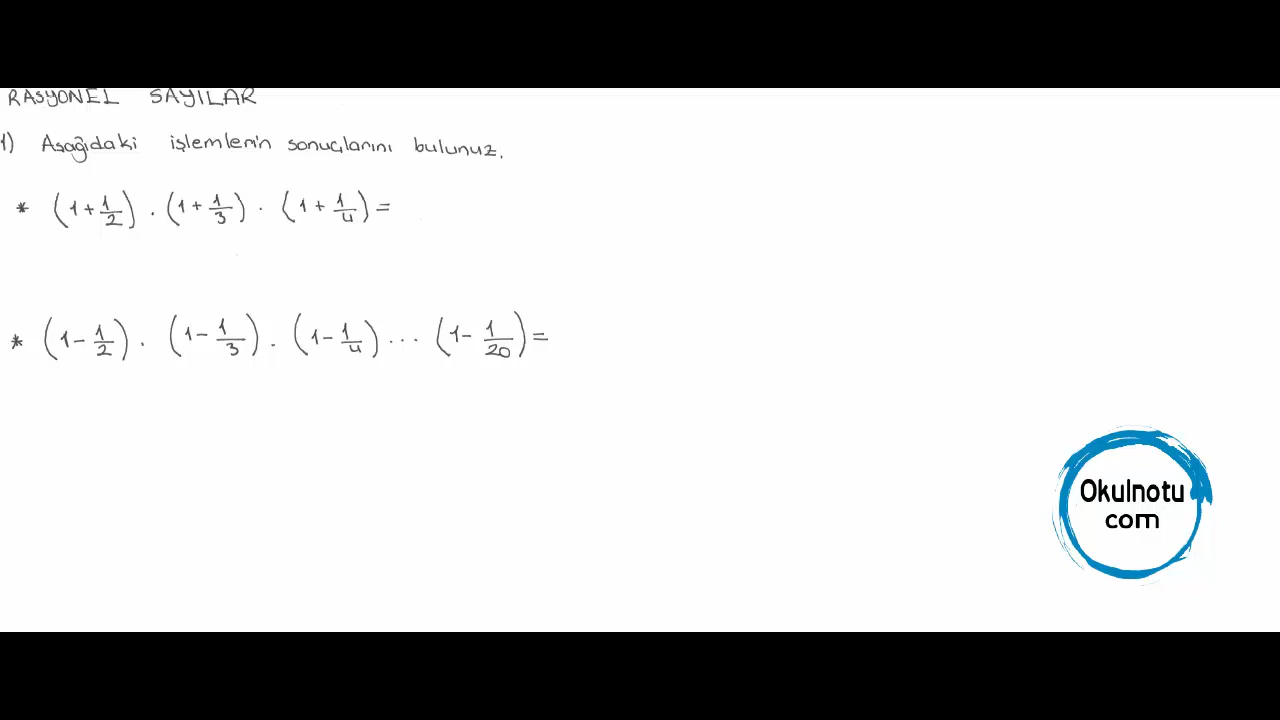 RASYONEL SAYILAR
1) Aşağıdaki işlemlerin sonuçlarını bulunuz.
* (1+1/2) . (1+1/3) . (1+1/4) =
* (1-1/2) . (1-1/3) . (1-1/4) ... (1-1/20) =
Okulnotu
com